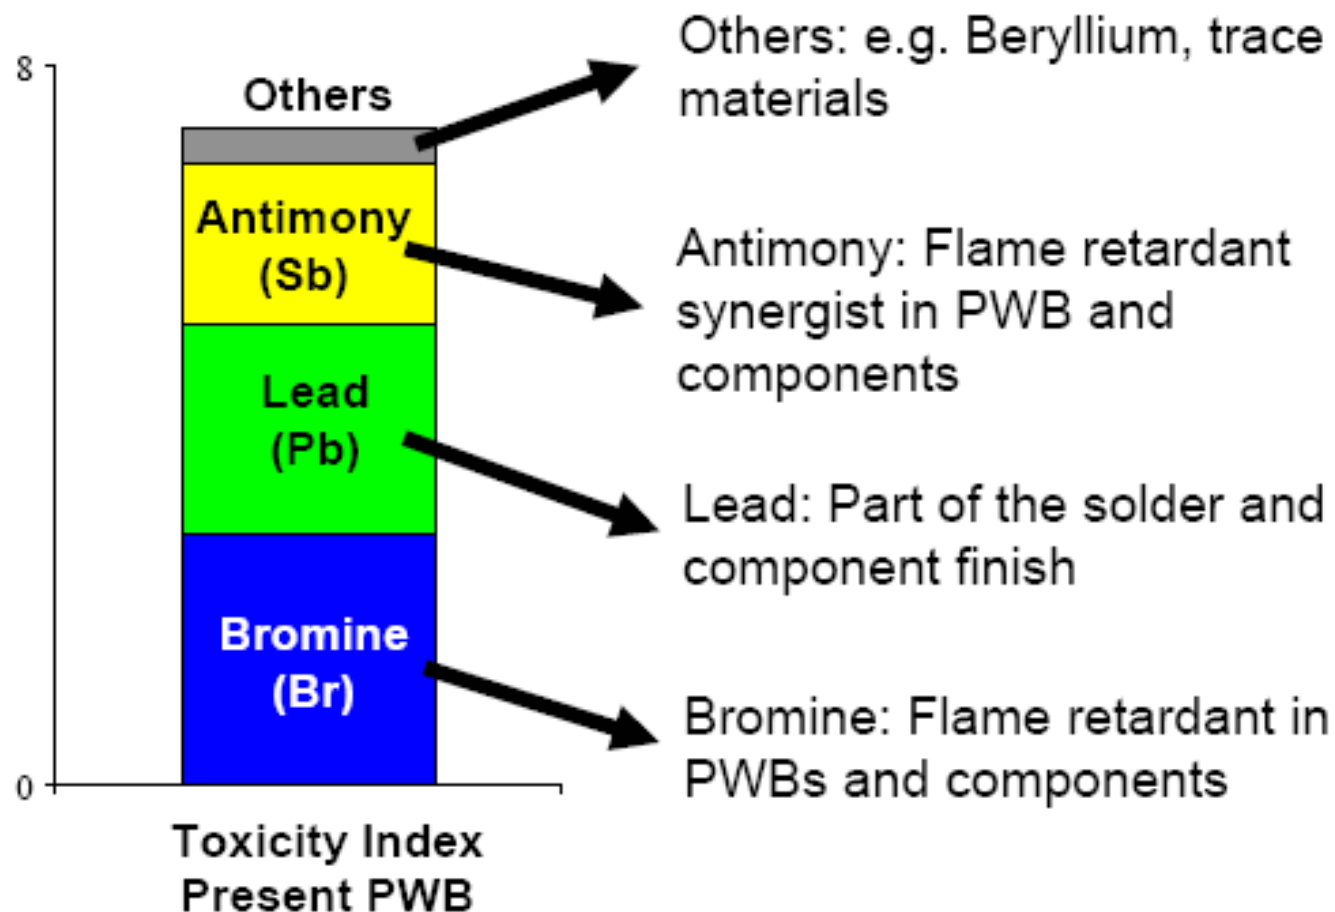 8
Others
Antimony
(Sb)
Lead
(Pb)
Bromine
(Br)
0
Toxicity Index
Present PWB
Others: e.g. Beryllium, trace
materials
Antimony: Flame retardant
synergist in PWB and
components
Lead: Part of the solder and
component finish
Bromine: Flame retardant in
PWBs and components